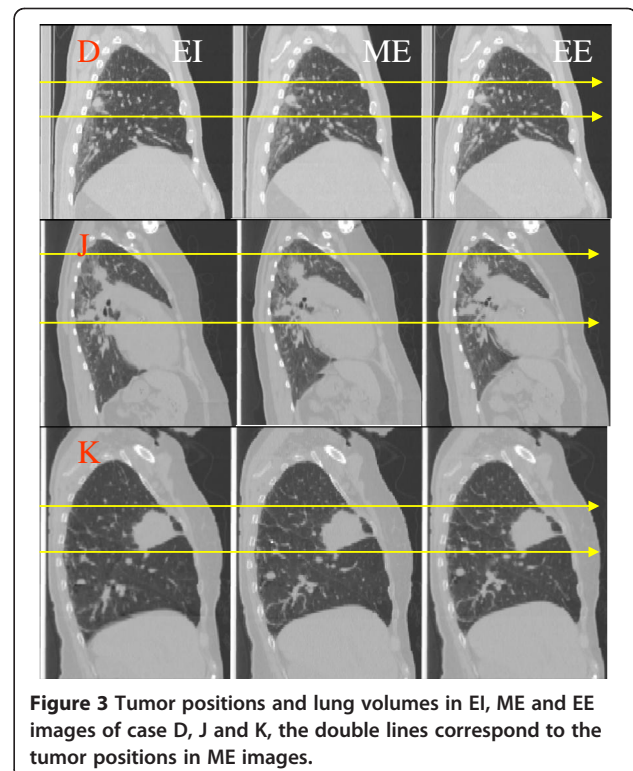 D EI ME EE
J
K
Figure 3 Tumor positions and lung volumes in EI, ME and EE
images of case D, J and K, the double lines correspond to the
tumor positions in ME images.